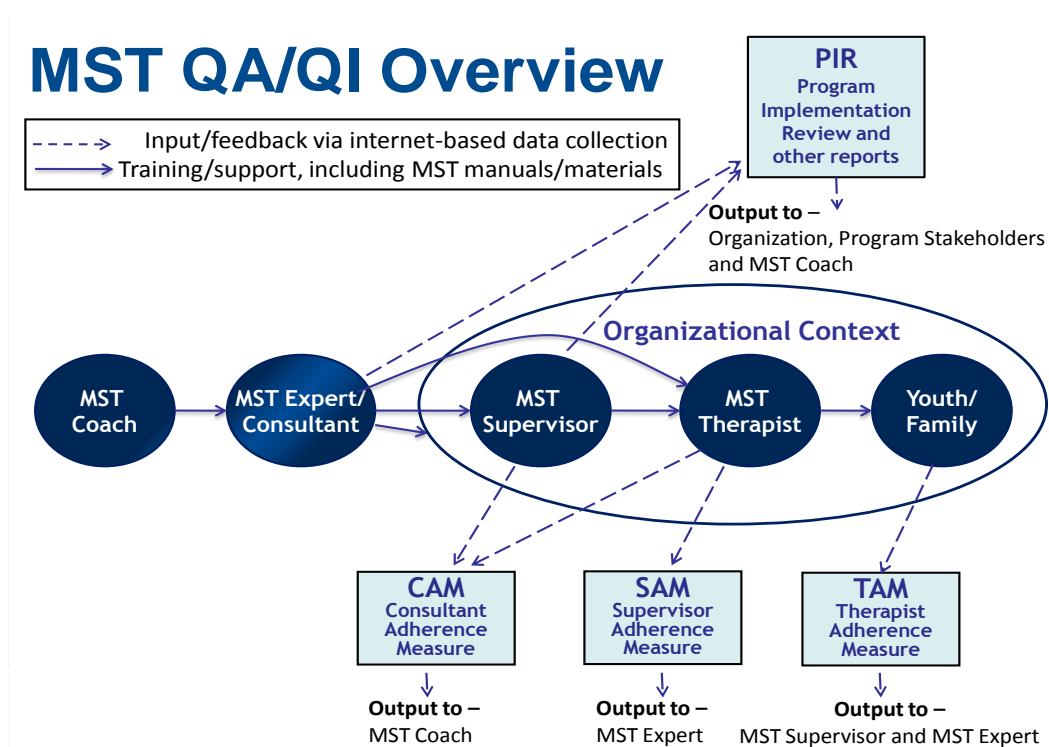 MST QA/QI Overview
Input/feedback via internet-based data collection
Training/support, including MST manuals/materials
PIR
Program
Implementation
Review and
other reports
Output to –
Organization, Program Stakeholders
and MST Coach
Organizational Context
MST
Coach
MST Expert/
Consultant
MST
Supervisor
MST
Therapist
Youth/
Family
CAM
Consultant
Adherence
Measure
SAM
Supervisor
Adherence
Measure
TAM
Therapist
Adherence
Measure
Output to –
MST Coach
Output to –
MST Expert
Output to –
MST Supervisor and MST Expert